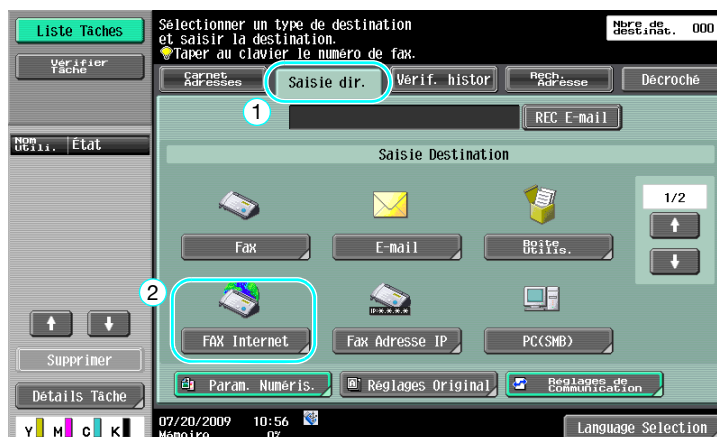 Liste Tâches
Sélectionner un type de destination
et saisir la destination.
Taper au clavier le numéro de fax.
Nbre de
destinat.
000
Vérifier
Tâche
Carnet
Adresses
Saisie dir.
Vérif. histor
Rech.
Adresse
Décroché
1
REC E-mail
Nom
utili.
État
Saisie Destination
1/2
Fax
E-mail
Boîte
Utilis.
2
IP*.*.*.*
FAX Internet
Fax Adresse IP
PC(SMB)
Supprimer
Détails Tâche
Param. Numéris.
Réglages Original
Réglages de
Communication
Y M C K
07/20/2009 10:56
Mémoire 0%
Language Selection